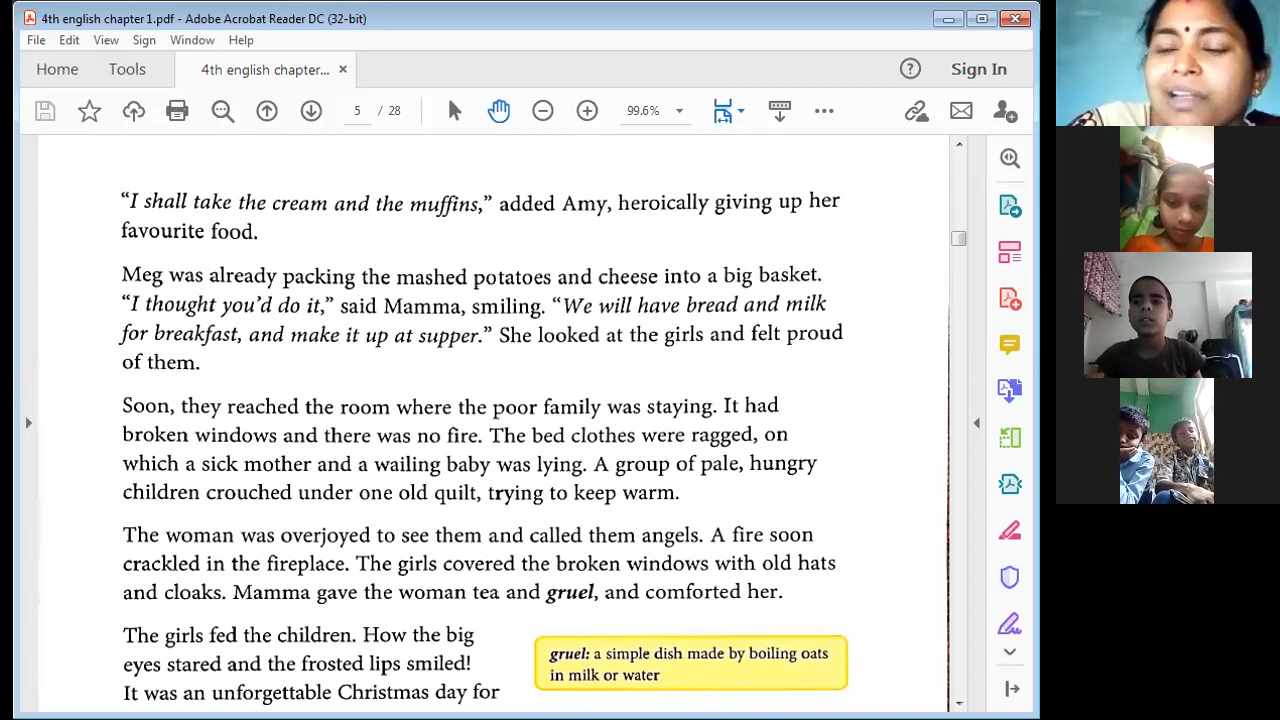 4th english chapter 1.pdf - Adobe Acrobat Reader DC (32-bit)
File Edit View Sign Window Help
Home Tools 4th english chapter... × Sign In
5 / 28 99.6%
“I shall take the cream and the muffins,” added Amy, heroically giving up her
favourite food.
Meg was already packing the mashed potatoes and cheese into a big basket.
“I thought you’d do it,” said Mamma, smiling. “We will have bread and milk
for breakfast, and make it up at supper.” She looked at the girls and felt proud
of them.
Soon, they reached the room where the poor family was staying. It had
broken windows and there was no fire. The bed clothes were ragged, on
which a sick mother and a wailing baby was lying. A group of pale, hungry
children crouched under one old quilt, trying to keep warm.
The woman was overjoyed to see them and called them angels. A fire soon
crackled in the fireplace. The girls covered the broken windows with old hats
and cloaks. Mamma gave the woman tea and gruel, and comforted her.
The girls fed the children. How the big
eyes stared and the frosted lips smiled!
It was an unforgettable Christmas day for
gruel: a simple dish made by boiling oats
in milk or water